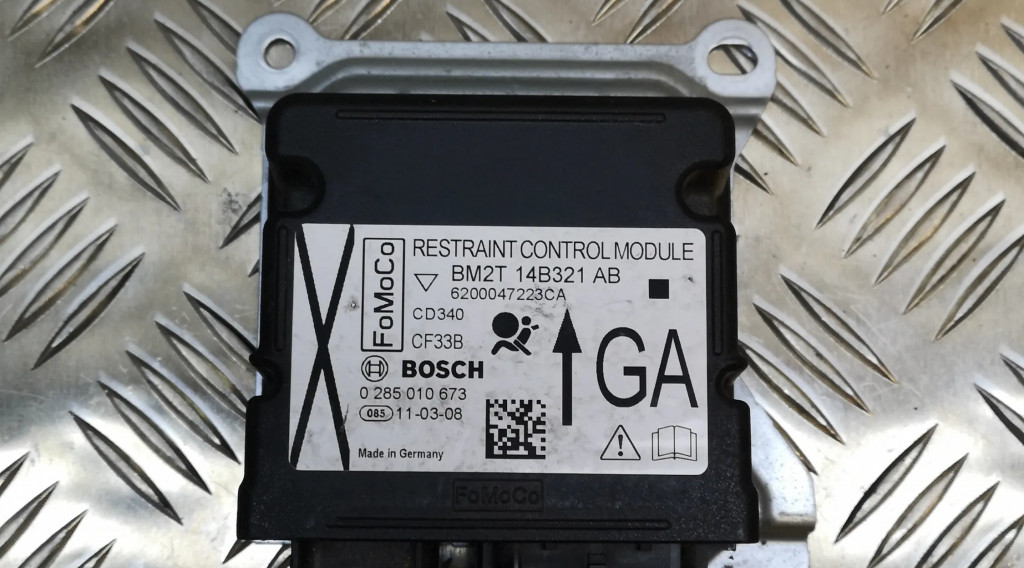 FoMoCo
RESTRAINT CONTROL MODULE
BM2T 14B321 AB
6200047223CA
CD340
CF33B
GA
BOSCH
0 285 010 673
085 11-03-08
Made in Germany
FoMoCo